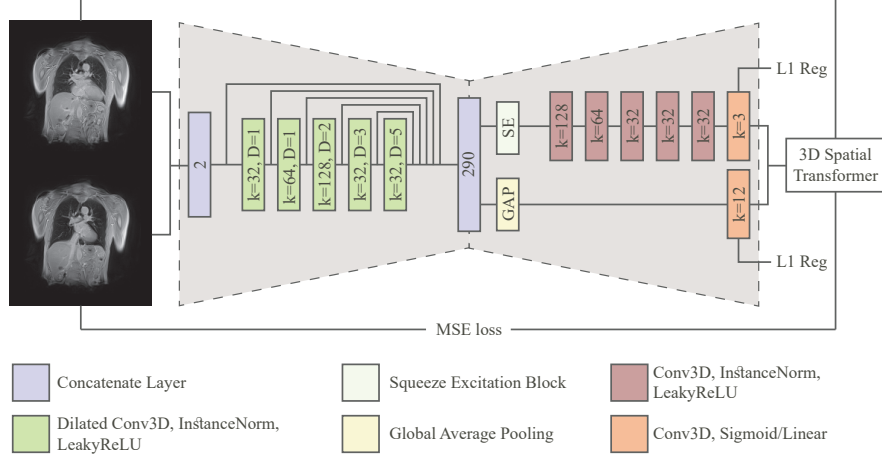 L1 Reg
2
k=32, D=1
k=64, D=1
k=128, D=2
k=32, D=3
k=32, D=5
290
SE
GAP
k=128
k=64
k=32
k=32
k=32
k=3
k=12
3D Spatial
Transformer
L1 Reg
MSE loss
Concatenate Layer
Squeeze Excitation Block
Conv3D, InstanceNorm,
LeakyReLU
Dilated Conv3D, InstanceNorm,
LeakyReLU
Global Average Pooling
Conv3D, Sigmoid/Linear